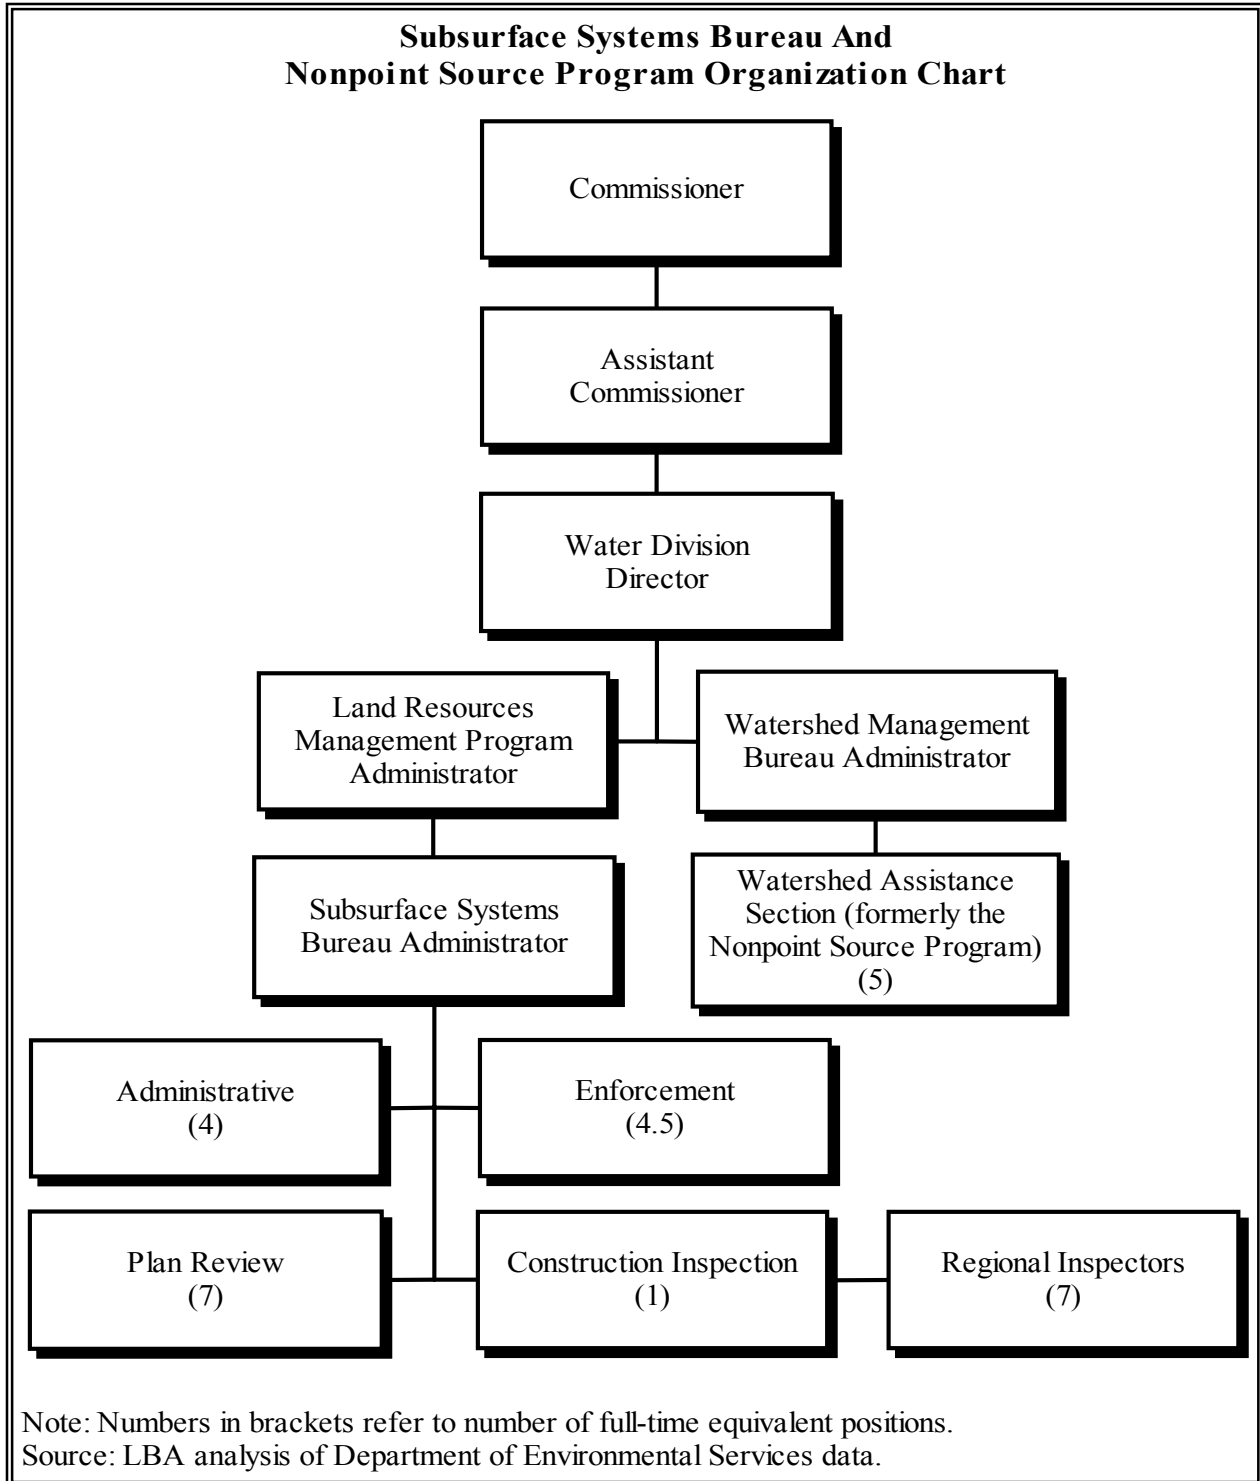 Subsurface Systems Bureau And
Nonpoint Source Program Organization Chart
Commissioner
Assistant
Commissioner
Water Division
Director
Land Resources
Management Program
Administrator
Watershed Management
Bureau Administrator
Subsurface Systems
Bureau Administrator
Watershed Assistance
Section (formerly the
Nonpoint Source Program)
(5)
Administrative
(4)
Enforcement
(4.5)
Plan Review
(7)
Construction Inspection
(1)
Regional Inspectors
(7)
Note: Numbers in brackets refer to number of full-time equivalent positions.
Source: LBA analysis of Department of Environmental Services data.